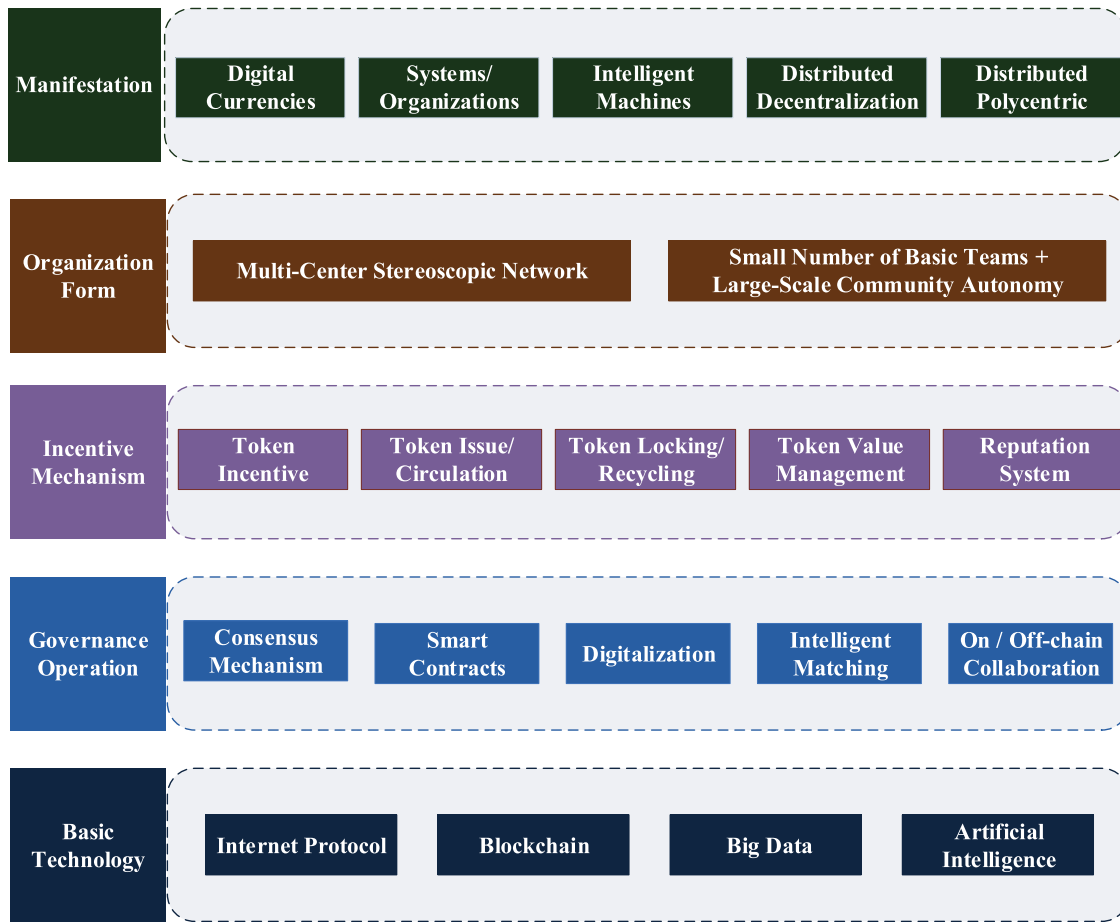 Manifestation
Digital
Currencies
Systems/
Organizations
Intelligent
Machines
Distributed
Decentralization
Distributed
Polycentric
Organization
Form
Multi-Center Stereoscopic Network
Small Number of Basic Teams +
Large-Scale Community Autonomy
Incentive
Mechanism
Token
Incentive
Token Issue/
Circulation
Token Locking/
Recycling
Token Value
Management
Reputation
System
Governance
Operation
Consensus
Mechanism
Smart
Contracts
Digitalization
Intelligent
Matching
On / Off-chain
Collaboration
Basic
Technology
Internet Protocol
Blockchain
Big Data
Artificial
Intelligence